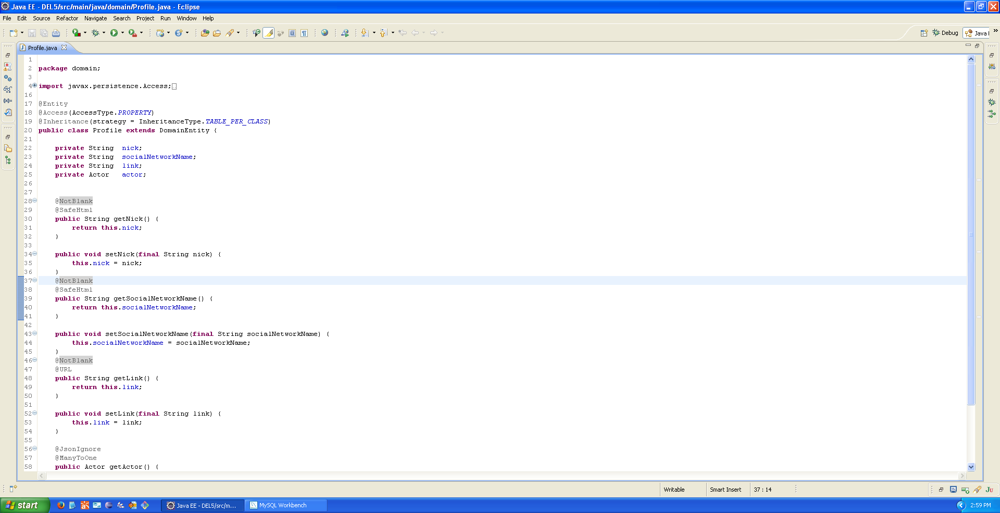 Java EE - DEL5/src/main/java/domain/Profile.java - Eclipse
File Edit Source Refactor Navigate Search Project Run Window Help
Debug Java
Profile.java
1
2 package domain;
3
4 import javax.persistence.Access;
16
17 @Entity
18 @Access(AccessType.PROPERTY)
19 @Inheritance(strategy = InheritanceType.TABLE_PER_CLASS)
20 public class Profile extends DomainEntity {
21
22 private String nick;
23 private String socialNetworkName;
24 private String link;
25 private Actor actor;
26
27
28 @NotBlank
29 @SafeHtml
30 public String getNick() {
31 return this.nick;
32 }
33
34 public void setNick(final String nick) {
35 this.nick = nick;
36 }
37 @NotBlank
38 @SafeHtml
39 public String getSocialNetworkName() {
40 return this.socialNetworkName;
41 }
42
43 public void setSocialNetworkName(final String socialNetworkName) {
44 this.socialNetworkName = socialNetworkName;
45 }
46 @NotBlank
47 @URL
48 public String getLink() {
49 return this.link;
50 }
51
52 public void setLink(final String link) {
53 this.link = link;
54 }
55
56 @JsonIgnore
57 @ManyToOne
58 public Actor getActor() {
Writable Smart Insert 37 : 14
start Java EE - DEL5/src/m... MySQL Workbench 2:59 PM